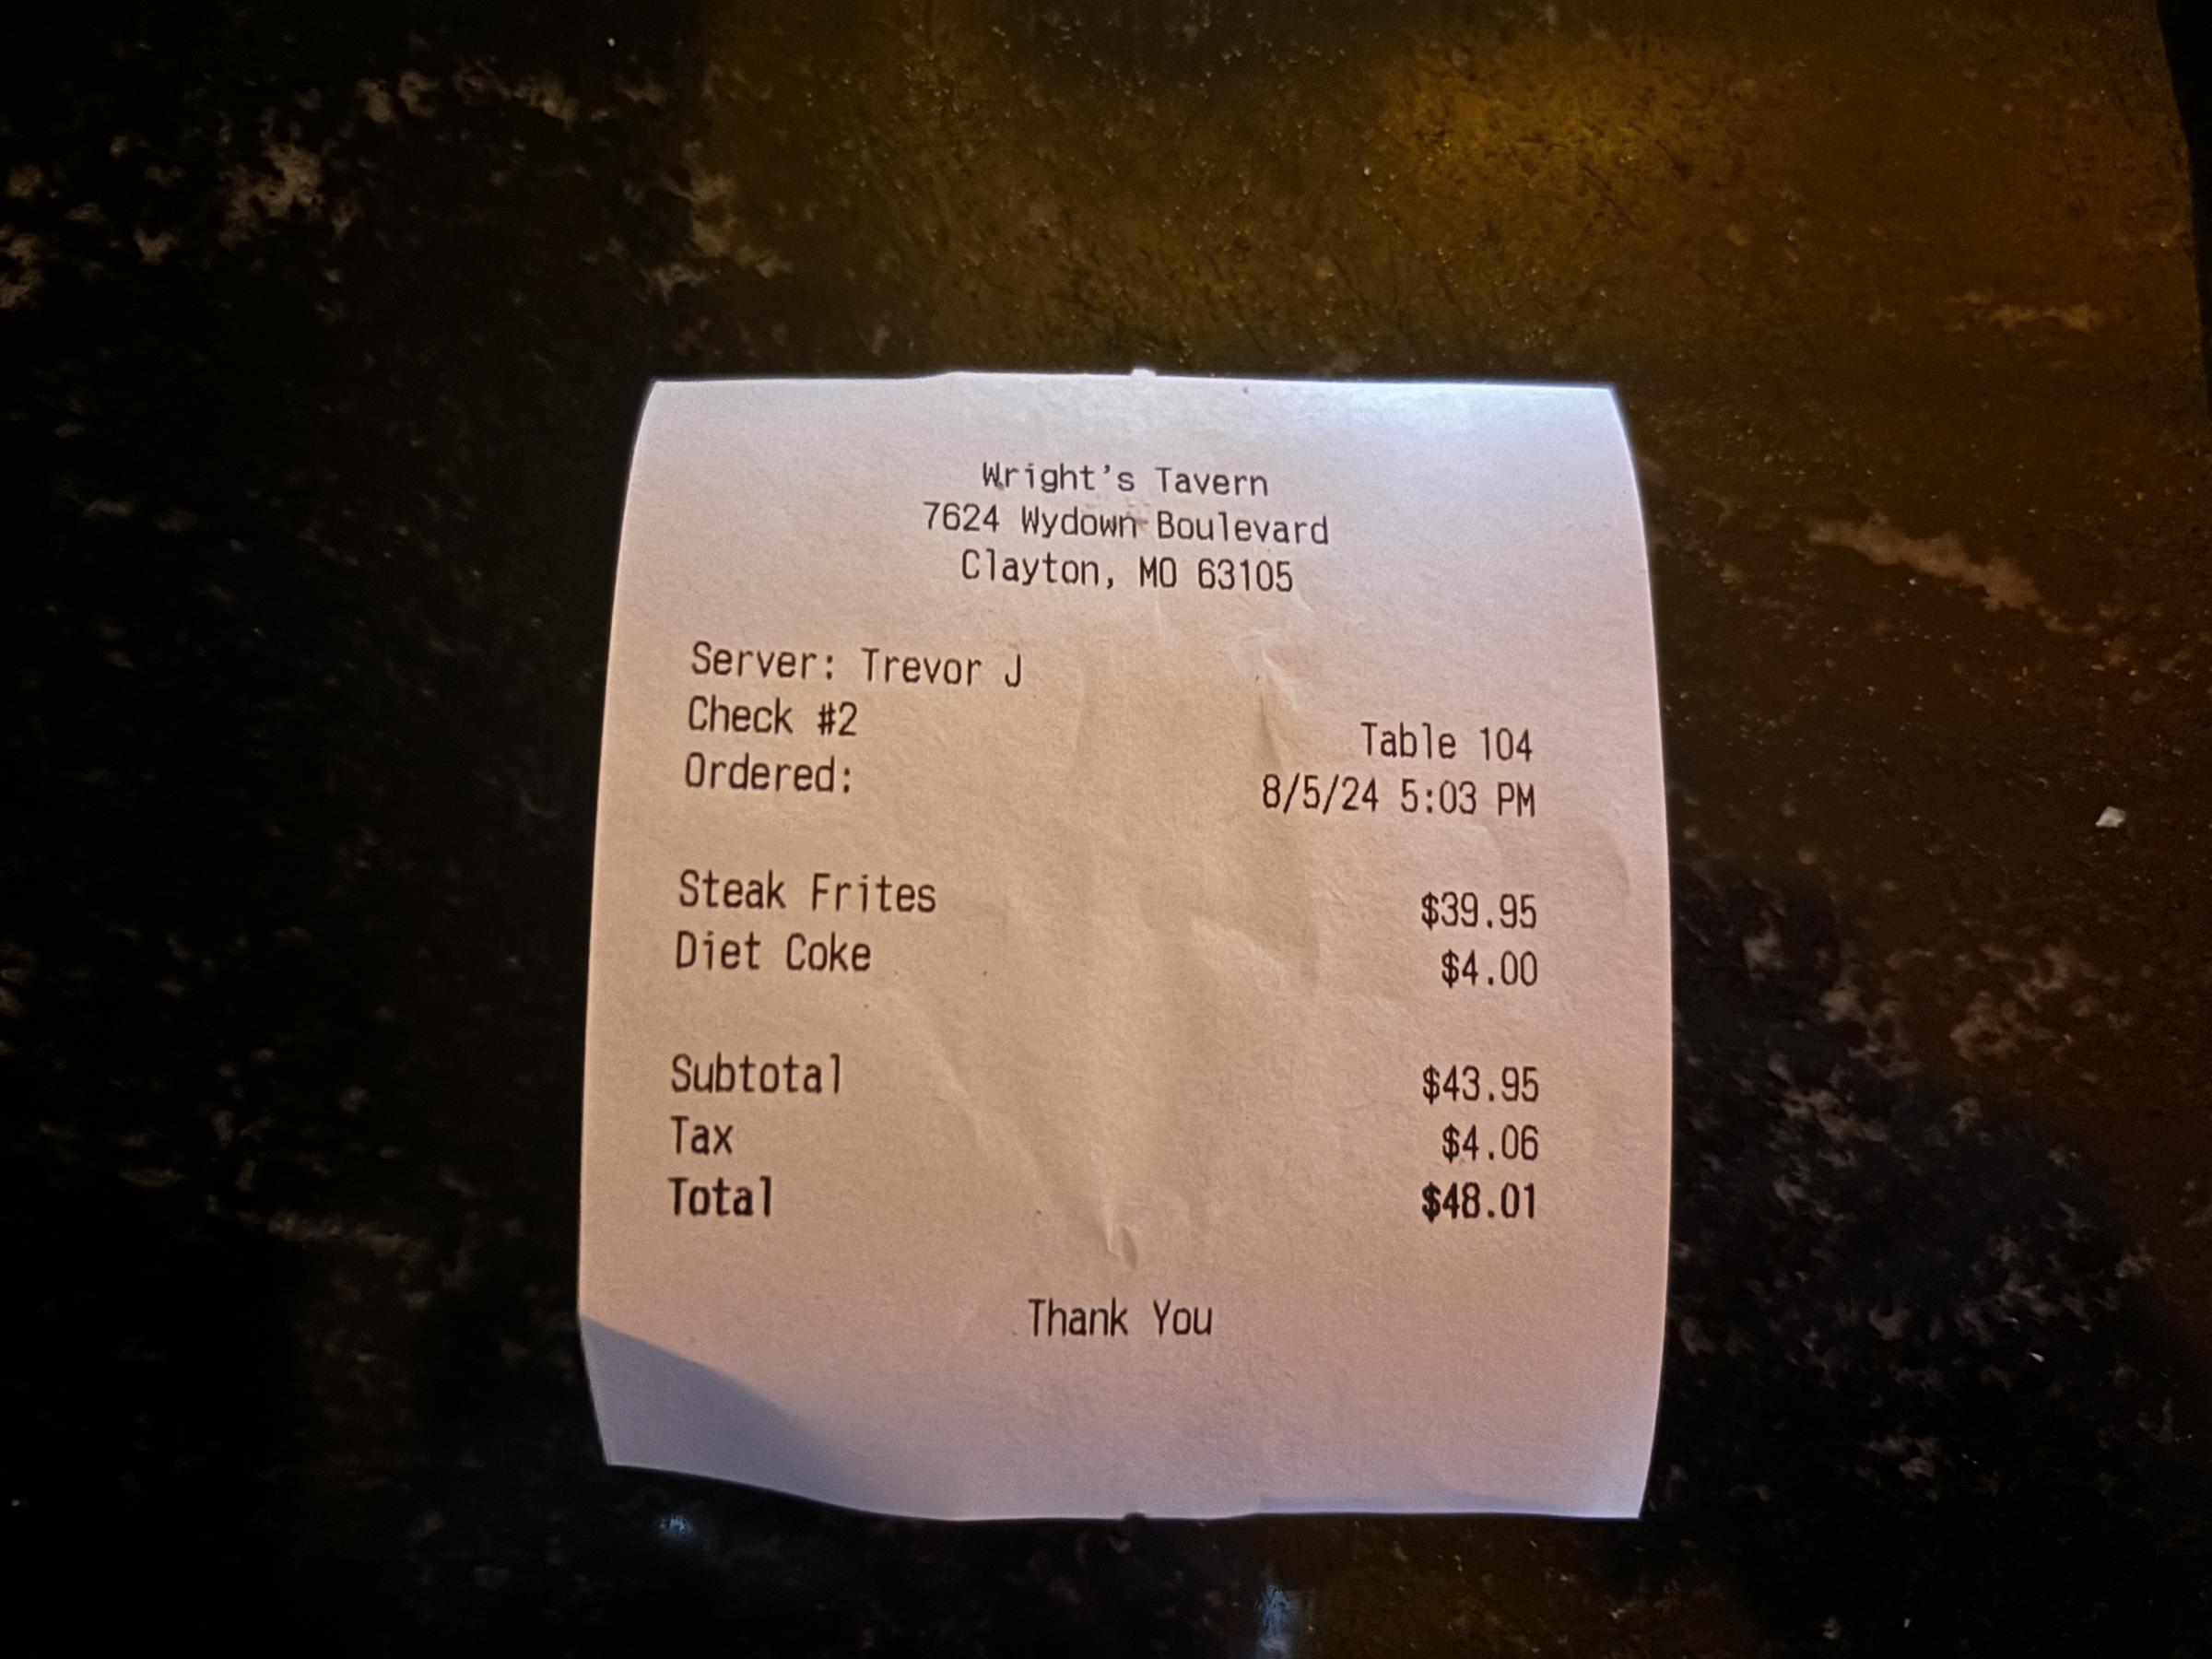 Wright's Tavern
7624 Wydown Boulevard
Clayton, MO 63105
Server: Trevor J
Check #2 Table 104
Ordered: 8/5/24 5:03 PM
Steak Frites $39.95
Diet Coke $4.00
Subtotal $43.95
Tax $4.06
Total $48.01
Thank You